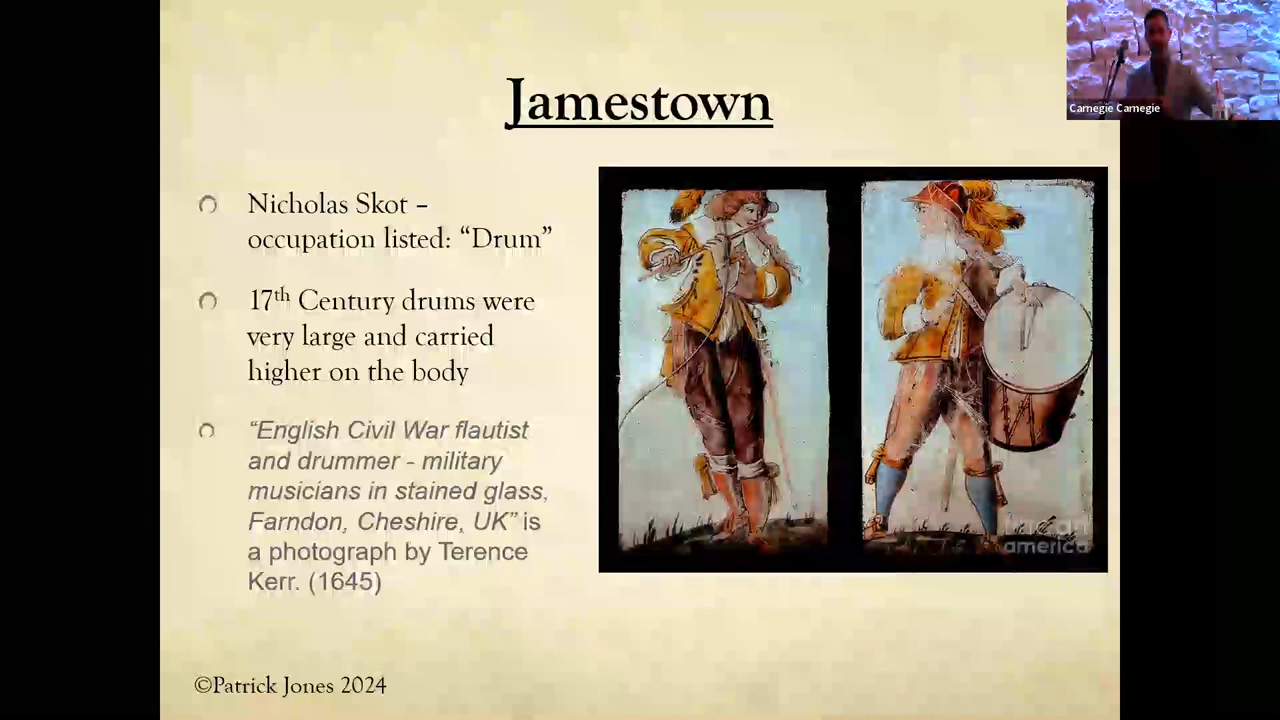 Jamestown
Carnegie Carnegie
Nicholas Skot –
occupation listed: “Drum”
17th Century drums were
very large and carried
higher on the body
“English Civil War flautist
and drummer - military
musicians in stained glass,
Farndon, Cheshire, UK” is
a photograph by Terence
Kerr. (1645)
america
©Patrick Jones 2024